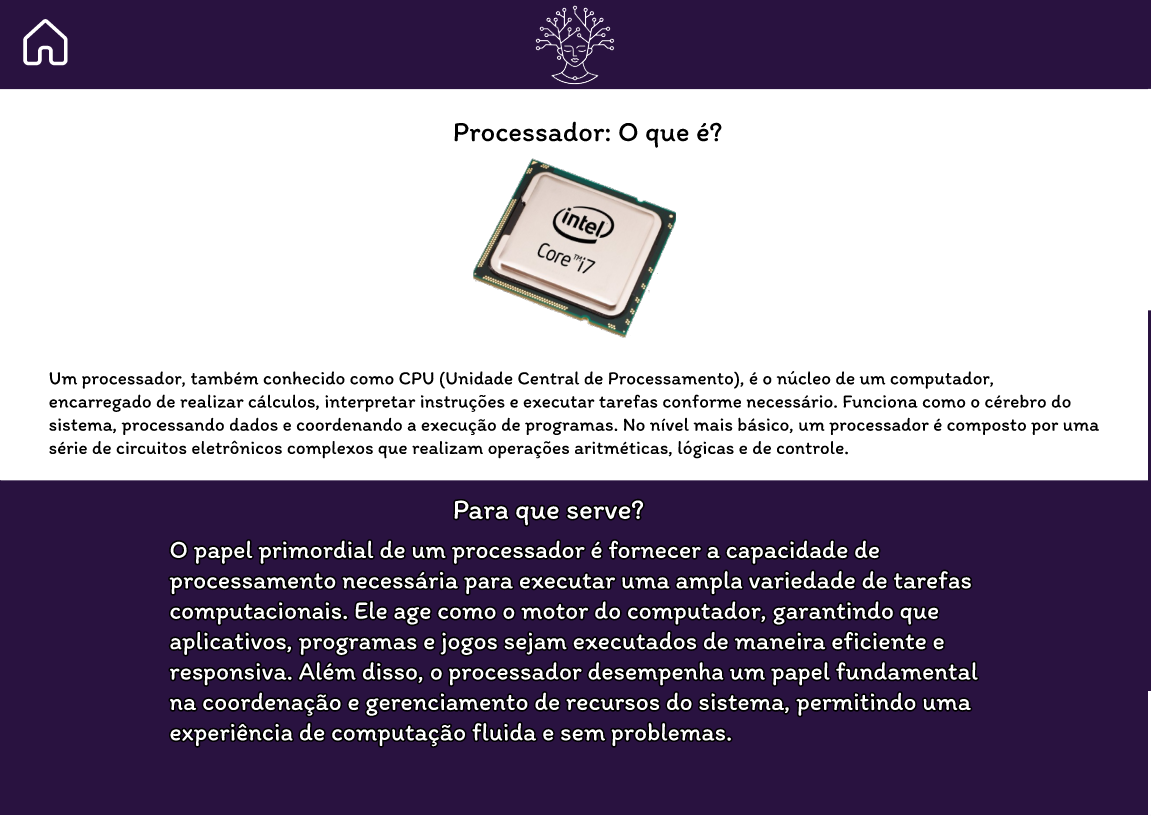 Processador: O que é?
intel
Core™i7
Um processador, também conhecido como CPU (Unidade Central de Processamento), é o núcleo de um computador,
encarregado de realizar cálculos, interpretar instruções e executar tarefas conforme necessário. Funciona como o cérebro do
sistema, processando dados e coordenando a execução de programas. No nível mais básico, um processador é composto por uma
série de circuitos eletrônicos complexos que realizam operações aritméticas, lógicas e de controle.
Para que serve?
O papel primordial de um processador é fornecer a capacidade de
processamento necessária para executar uma ampla variedade de tarefas
computacionais. Ele age como o motor do computador, garantindo que
aplicativos, programas e jogos sejam executados de maneira eficiente e
responsiva. Além disso, o processador desempenha um papel fundamental
na coordenação e gerenciamento de recursos do sistema, permitindo uma
experiência de computação fluida e sem problemas.